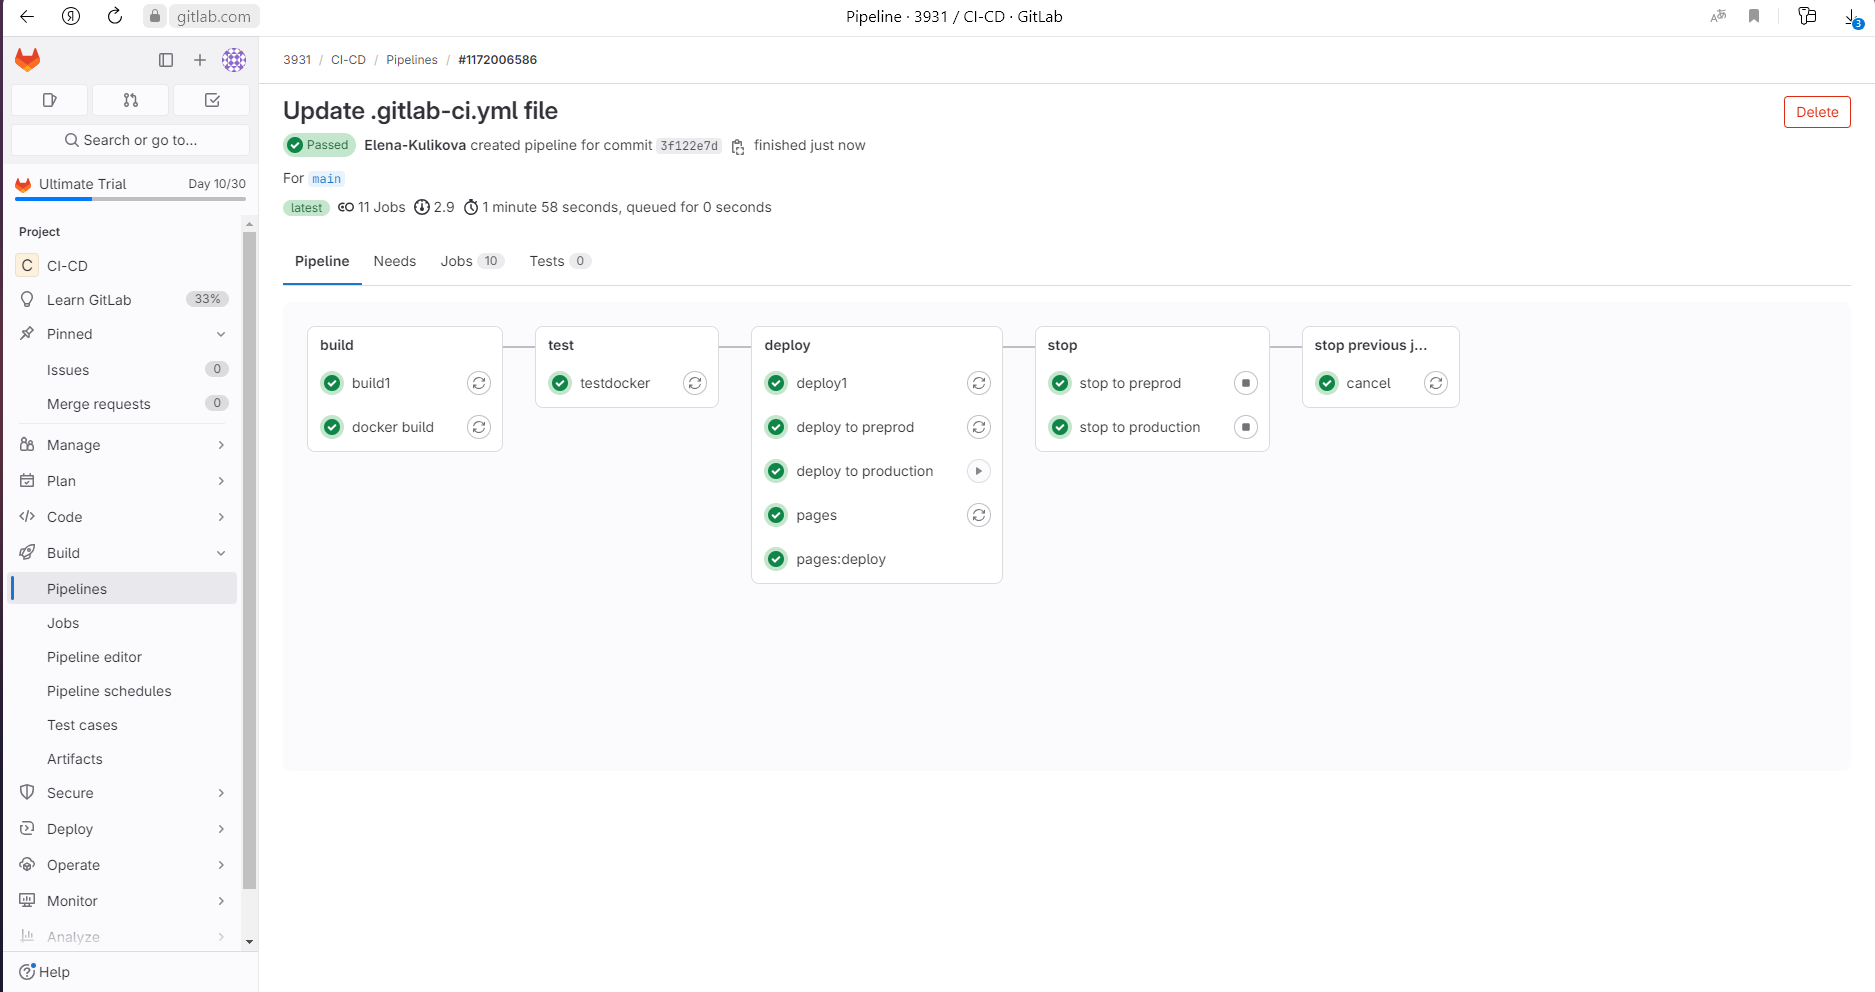 gitlab.com
Pipeline · 3931 / CI-CD · GitLab
3
3931 / CI-CD / Pipelines / #1172006586
Search or go to...
Ultimate Trial Day 10/30
Project
C CI-CD
Learn GitLab 33%
Pinned
Issues 0
Merge requests 0
Manage
Plan
Code
Build
Pipelines
Jobs
Pipeline editor
Pipeline schedules
Test cases
Artifacts
Secure
Deploy
Operate
Monitor
Analyze
Help
Update .gitlab-ci.yml file
Delete
Passed Elena-Kulikova created pipeline for commit 3f122e7d finished just now
For main
latest 11 Jobs 2.9 1 minute 58 seconds, queued for 0 seconds
Pipeline Needs Jobs 10 Tests 0
build
build1
docker build
test
testdocker
deploy
deploy1
deploy to preprod
deploy to production
pages
pages:deploy
stop
stop to preprod
stop to production
stop previous j...
cancel